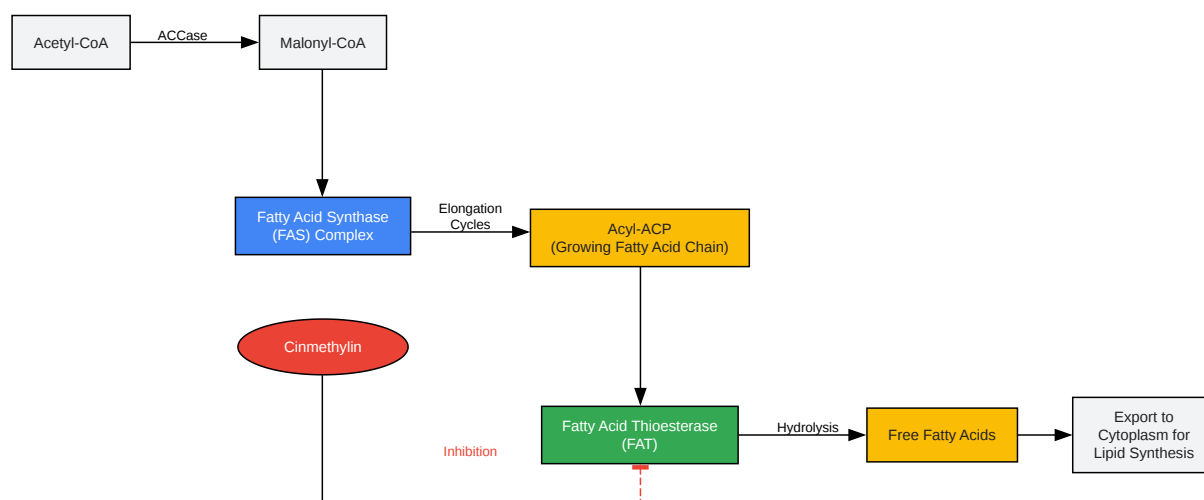 Acetyl-CoA
ACCase
Malonyl-CoA
Fatty Acid Synthase
(FAS) Complex
Elongation
Cycles
Acyl-ACP
(Growing Fatty Acid Chain)
Cinmethylin
Inhibition
Fatty Acid Thioesterase
(FAT)
Hydrolysis
Free Fatty Acids
Export to
Cytoplasm for
Lipid Synthesis